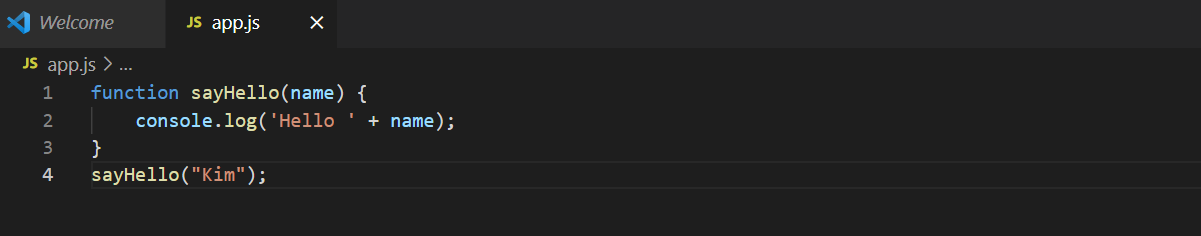 Welcome JS app.js ×
JS app.js > ...
1 function sayHello(name) {
2     console.log('Hello ' + name);
3 }
4 sayHello("Kim");